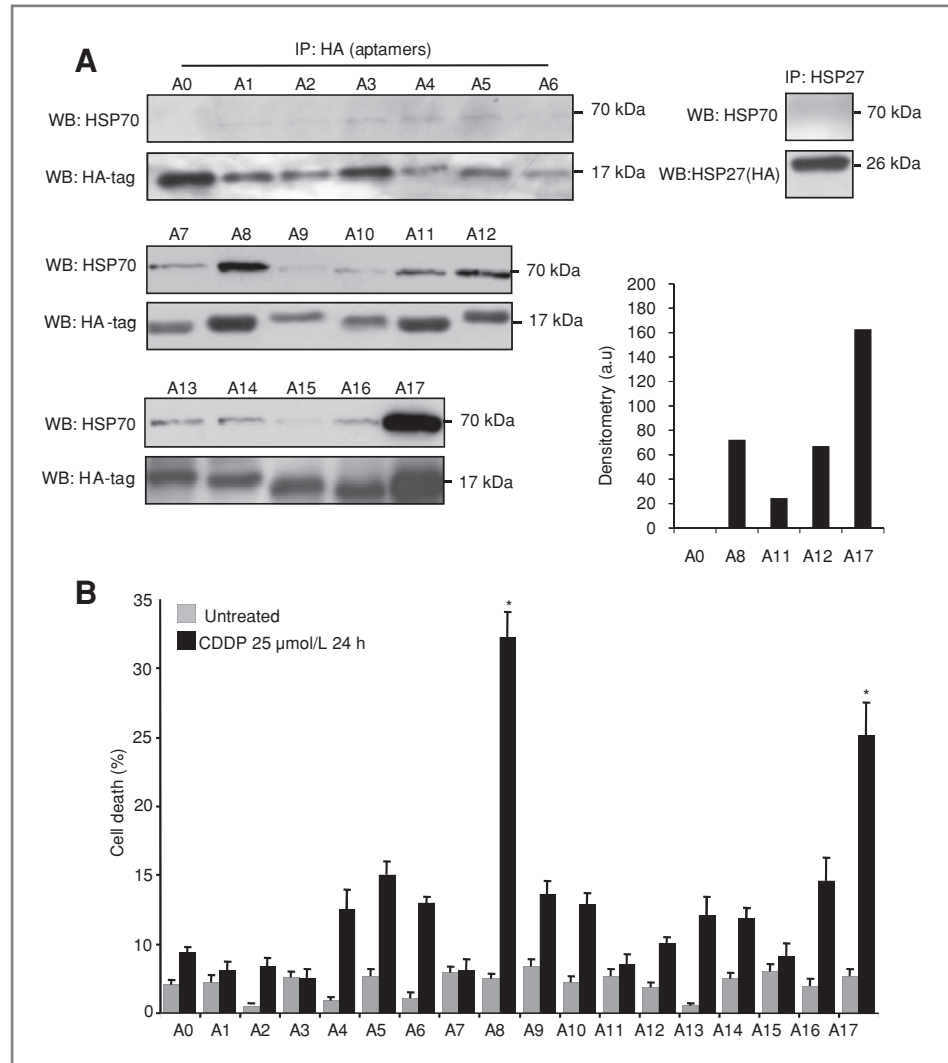 A
IP: HA (aptamers)
A0 A1 A2 A3 A4 A5 A6
WB: HSP70
70 kDa
WB: HA-tag
17 kDa
IP: HSP27
WB: HSP70
70 kDa
WB:HSP27(HA)
26 kDa
A7 A8 A9 A10 A11 A12
WB: HSP70
70 kDa
WB: HA-tag
17 kDa
A13 A14 A15 A16 A17
WB: HSP70
70 kDa
WB: HA-tag
17 kDa
Densitometry (a.u)
200
180
160
140
120
100
80
60
40
20
0
A0 A8 A11 A12 A17
B
Untreated
CDDP 25 µmol/L 24 h
Cell death (%)
35
30
25
20
15
10
0
*
*
A0 A1 A2 A3 A4 A5 A6 A7 A8 A9 A10 A11 A12 A13 A14 A15 A16 A17